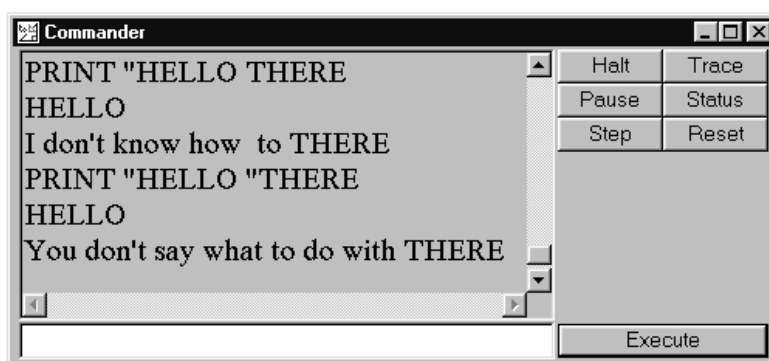 Commander
PRINT "HELLO THERE
HELLO
I don't know how  to THERE
PRINT "HELLO "THERE
HELLO
You don't say what to do with THERE
Halt Trace
Pause Status
Step Reset
Execute